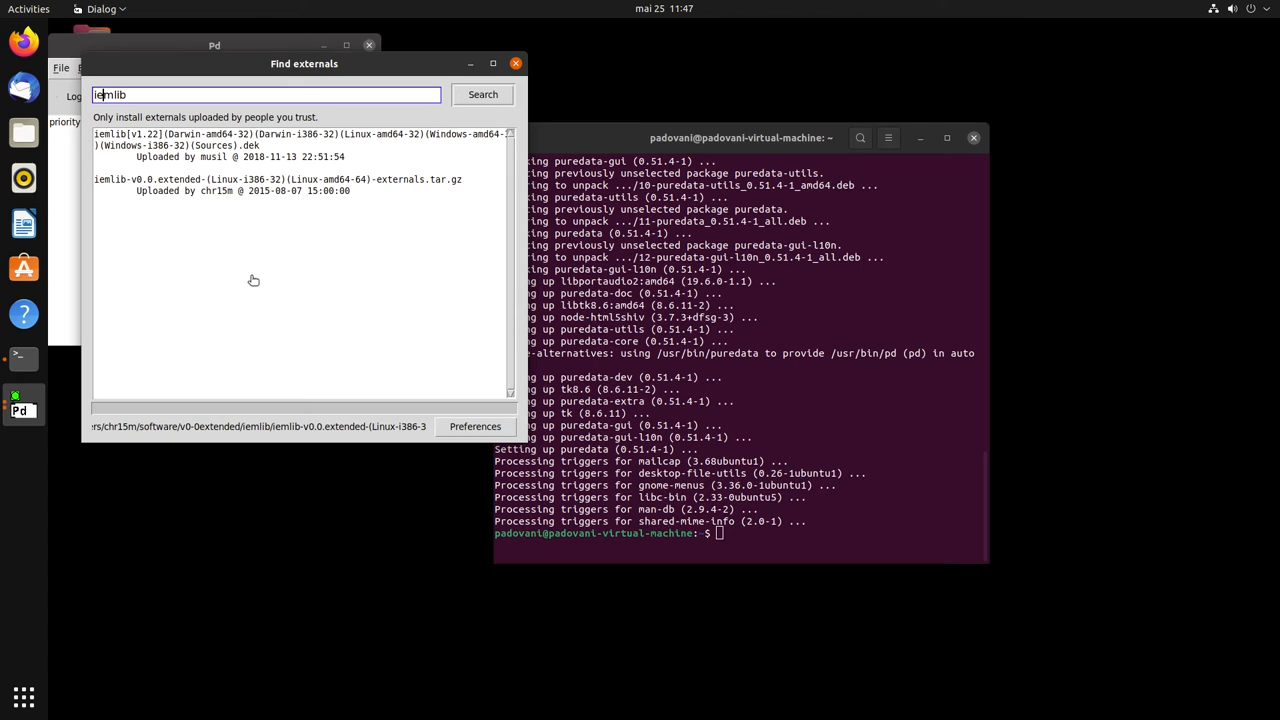 Activities
Dialog
mai 25 11:47
Pd
File
Log
priority
Find externals
iemlib
Search
Only install externals uploaded by people you trust.
iemlib[v1.22](Darwin-amd64-32)(Darwin-i386-32)(Linux-amd64-32)(Windows-amd64-
)(Windows-i386-32)(Sources).dek
Uploaded by musil @ 2018-11-13 22:51:54
iemlib-v0.0.extended-(Linux-i386-32)(Linux-amd64-64)-externals.tar.gz
Uploaded by chr15m @ 2015-08-07 15:00:00
rs/chr15m/software/v0-0extended/iemlib/iemlib-v0.0.extended-(Linux-i386-3
Preferences
padovani@padovani-virtual-machine: ~
king puredata-gui (0.51.4-1) ...
ting previously unselected package puredata-utils.
ring to unpack .../10-puredata-utils_0.51.4-1_amd64.deb ...
king puredata-utils (0.51.4-1) ...
ting previously unselected package puredata.
ring to unpack .../11-puredata_0.51.4-1_all.deb ...
king puredata (0.51.4-1) ...
ting previously unselected package puredata-gui-l10n.
ring to unpack .../12-puredata-gui-l10n_0.51.4-1_all.deb ...
king puredata-gui-l10n (0.51.4-1) ...
ng up libportaudio2:amd64 (19.6.0-1.1) ...
ng up puredata-doc (0.51.4-1) ...
ng up libtk8.6:amd64 (8.6.11-2) ...
ng up node-html5shiv (3.7.3+dfsg-3) ...
ng up puredata-utils (0.51.4-1) ...
ng up puredata-core (0.51.4-1) ...
e-alternatives: using /usr/bin/puredata to provide /usr/bin/pd (pd) in auto
ng up puredata-dev (0.51.4-1) ...
ng up tk8.6 (8.6.11-2) ...
ng up puredata-extra (0.51.4-1) ...
ng up tk (8.6.11) ...
ng up puredata-gui (0.51.4-1) ...
ng up puredata-gui-l10n (0.51.4-1) ...
Setting up puredata (0.51.4-1) ...
Processing triggers for mailcap (3.68ubuntu1) ...
Processing triggers for desktop-file-utils (0.26-1ubuntu1) ...
Processing triggers for gnome-menus (3.36.0-1ubuntu1) ...
Processing triggers for libc-bin (2.33-0ubuntu5) ...
Processing triggers for man-db (2.9.4-2) ...
Processing triggers for shared-mime-info (2.0-1) ...
padovani@padovani-virtual-machine:~$
Pd